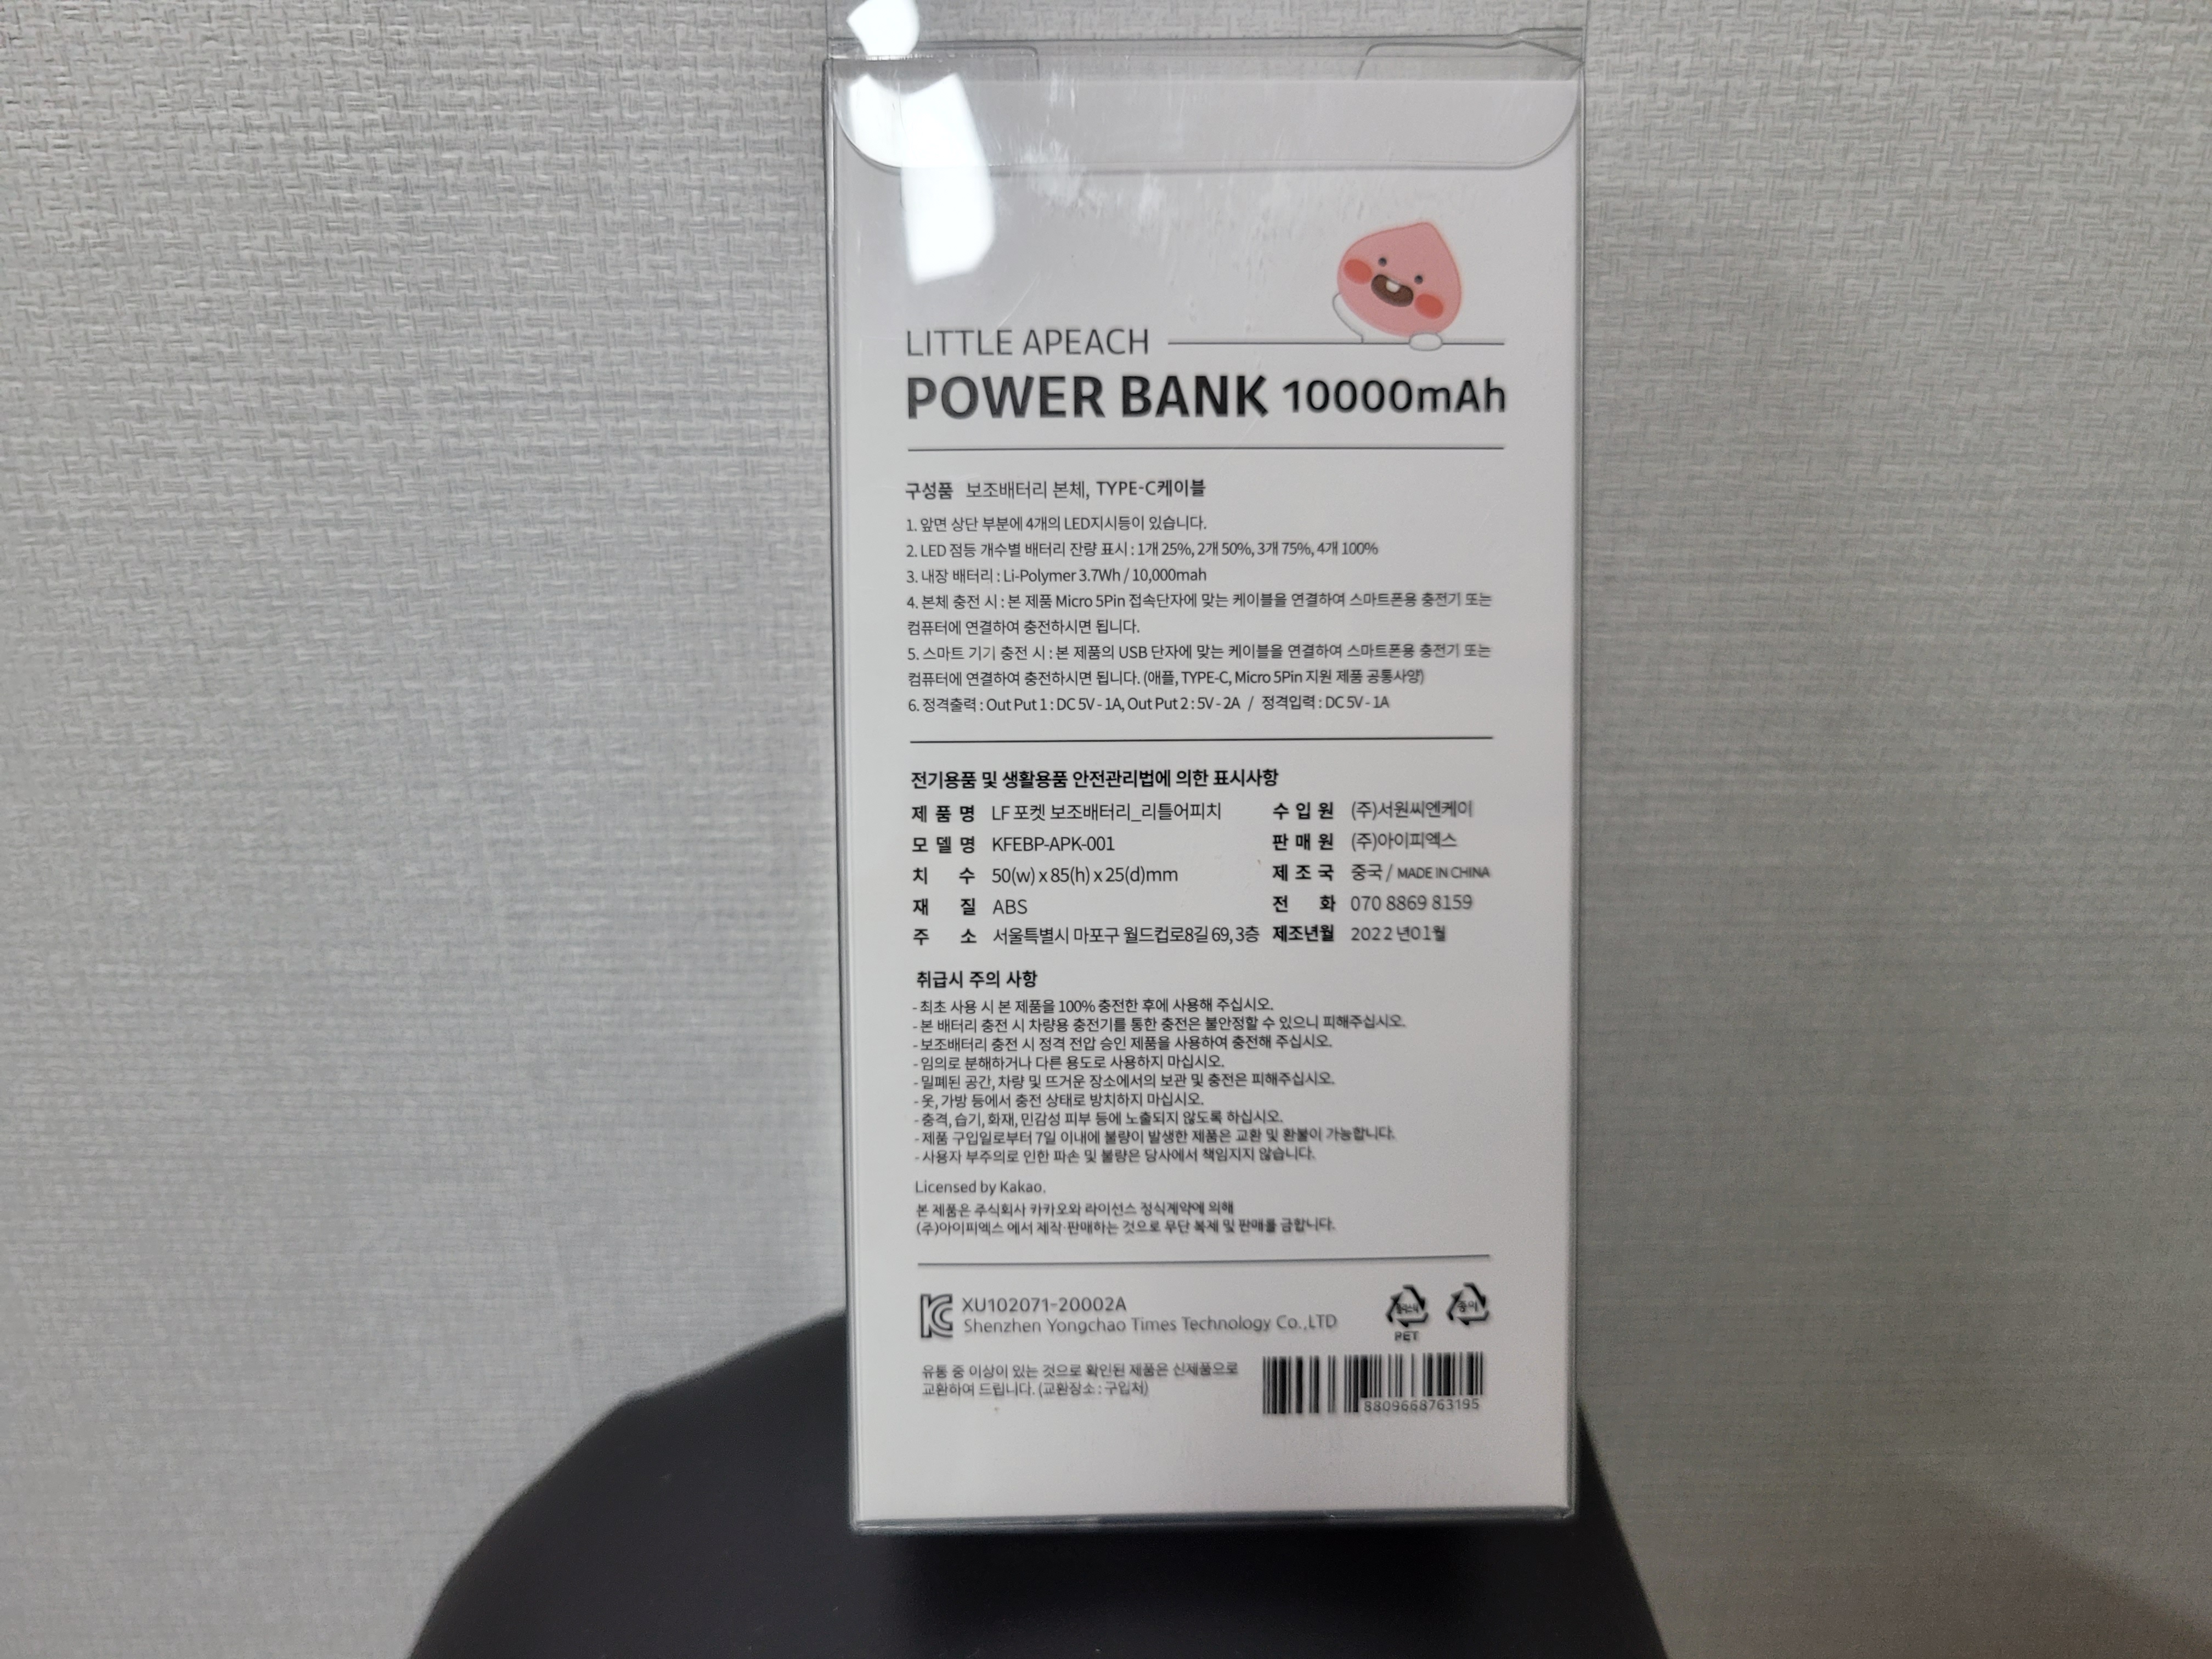 LITTLE APEACH
POWER BANK 10000mAh
구성품 보조배터리 본체, TYPE-C케이블
1. 앞면 상단 부분에 4개의 LED지시등이 있습니다.
2. LED 점등 개수별 배터리 잔량 표시 : 1개 25%, 2개 50%, 3개 75%, 4개 100%
3. 내장 배터리 : Li-Polymer 3.7Wh / 10,000mah
4. 본체 충전 시 : 본 제품 Micro 5Pin 접속단자에 맞는 케이블을 연결하여 스마트폰용 충전기 또는
컴퓨터에 연결하여 충전하시면 됩니다.
5. 스마트 기기 충전 시 : 본 제품의 USB 단자에 맞는 케이블을 연결하여 스마트폰용 충전기 또는
컴퓨터에 연결하여 충전하시면 됩니다. (애플, TYPE-C, Micro 5Pin 지원 제품 공통사양)
6. 정격출력 : Out Put 1 : DC 5V - 1A, Out Put 2 : 5V - 2A / 정격입력 : DC 5V - 1A
전기용품 및 생활용품 안전관리법에 의한 표시사항
제품명 LF 포켓 보조배터리_리틀어피치 수입원 (주)서원씨엔케이
모델명 KFEBP-APK-001 판매원 (주)아이피엑스
치수 50(w) x 85(h) x 25(d)mm 제조국 중국 / MADE IN CHINA
재질 ABS 전화 070 8869 8159
주소 서울특별시 마포구 월드컵로8길 69, 3층 제조년월 2022년01월
취급시 주의 사항
- 최초 사용 시 본 제품을 100% 충전한 후에 사용해 주십시오.
- 본 배터리 충전 시 차량용 충전기를 통한 충전은 불안정할 수 있으니 피해주십시오.
- 보조배터리 충전 시 정격 전압 승인 제품을 사용하여 충전해 주십시오.
- 임의로 분해하거나 다른 용도로 사용하지 마십시오.
- 밀폐된 공간, 차량 및 뜨거운 장소에서의 보관 및 충전은 피해주십시오.
- 옷, 가방 등에서 충전 상태로 방치하지 마십시오.
- 충격, 습기, 화재, 민감성 피부 등에 노출되지 않도록 하십시오.
- 제품 구입일로부터 7일 이내에 불량이 발생한 제품은 교환 및 환불이 가능합니다.
- 사용자 부주의로 인한 파손 및 불량은 당사에서 책임지지 않습니다.
Licensed by Kakao.
본 제품은 주식회사 카카오와 라이선스 정식계약에 의해
(주)아이피엑스 에서 제작·판매하는 것으로 무단 복제 및 판매를 금합니다.
XU102071-20002A
Shenzhen Yongchao Times Technology Co.,LTD
플라스틱 종이
PET
유통 중 이상이 있는 것으로 확인된 제품은 신제품으로
교환하여 드립니다. (교환장소 : 구입처)
8809668763195